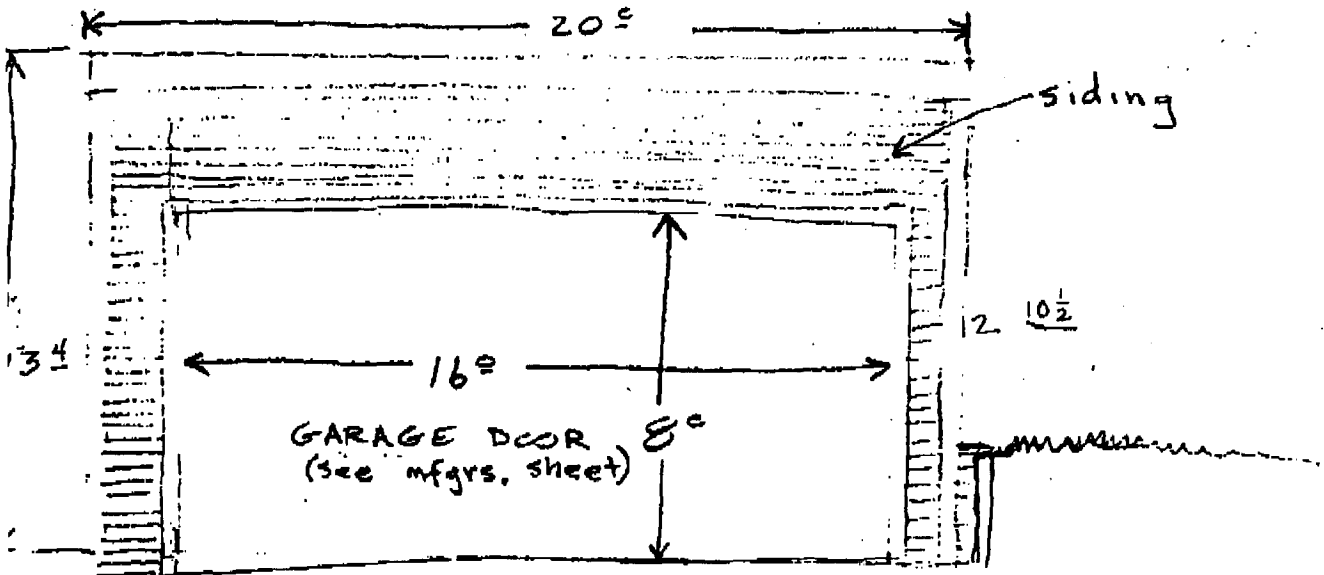 20 º
siding
13 4
16 º
12 10½
GARAGE DOOR
8 º
(see mfgrs. sheet)